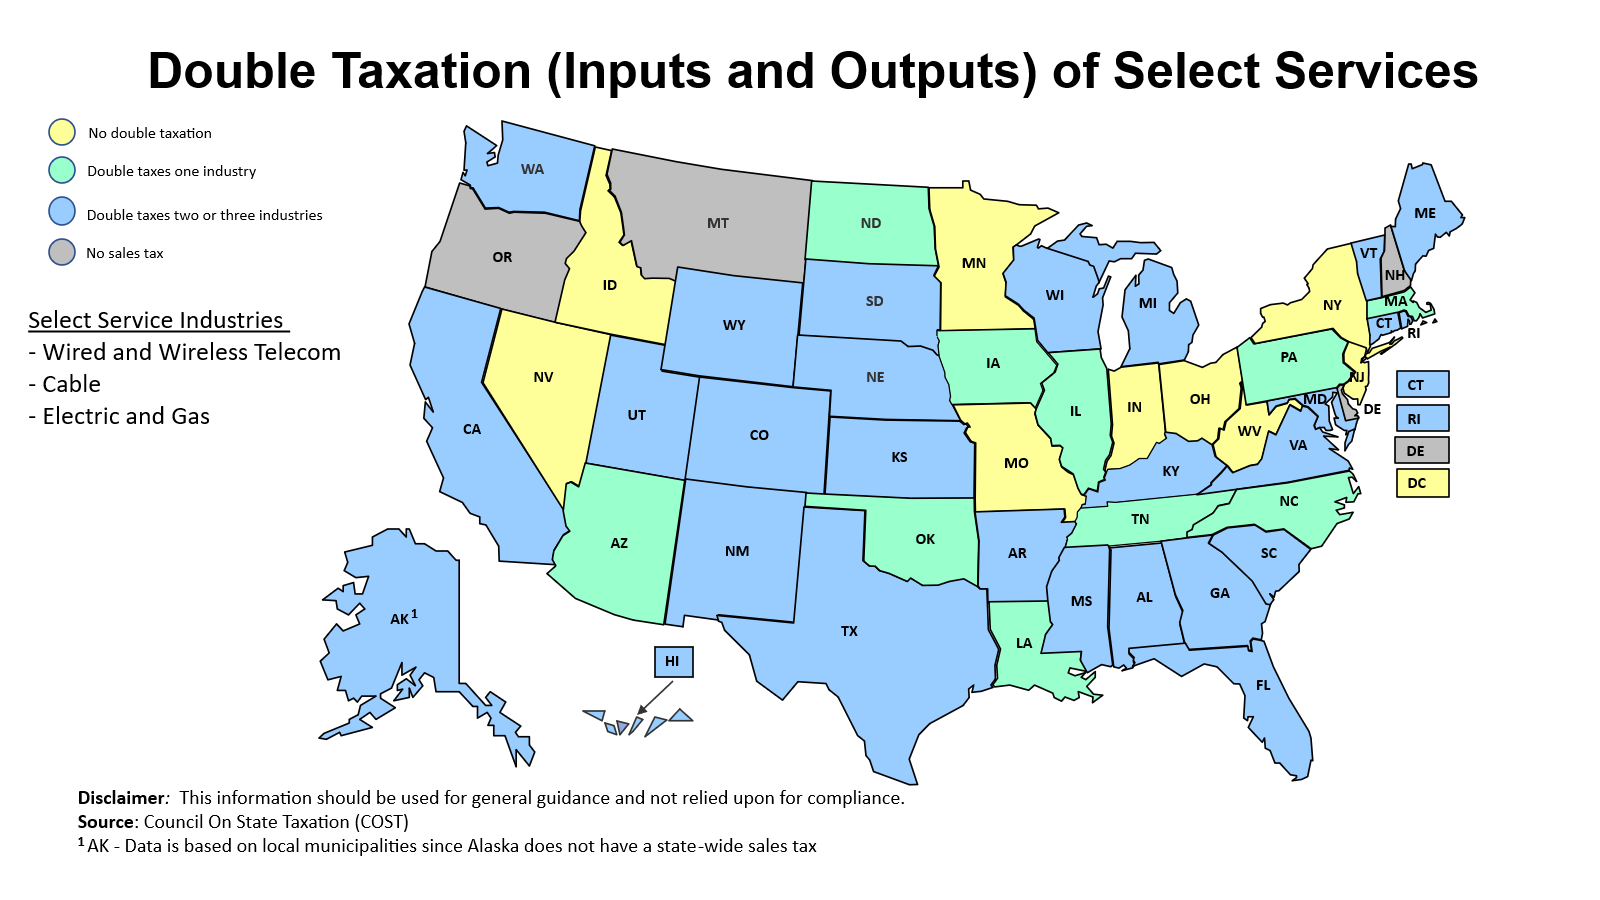 Double Taxation (Inputs and Outputs) of Select Services
No double taxation
Double taxes one industry
Double taxes two or three industries
No sales tax
Select Service Industries
- Wired and Wireless Telecom
- Cable
- Electric and Gas
WA
MT
ND
MN
OR
ID
SD
WY
WI
MI
ME
VT
NH
NY
MA
CT
RI
NV
UT
CO
NE
IA
PA
NJ
IL
IN
OH
MD
DE
CA
KS
MO
WV
VA
KY
CT
RI
DE
DC
AZ
NM
OK
AR
TN
NC
SC
AK1
TX
LA
MS
AL
GA
HI
FL
Disclaimer: This information should be used for general guidance and not relied upon for compliance.
Source: Council On State Taxation (COST)
1 AK - Data is based on local municipalities since Alaska does not have a state-wide sales tax